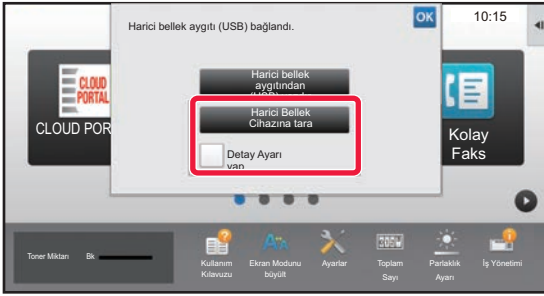 Harici bellek aygıtı (USB) bağlandı.
OK
10:15
Harici bellek
aygıtından
Harici Bellek
Cihazına tara
Detay Ayarı
yap
CLOUD
PORTAL
CLOUD POR
Kolay
Faks
Toner Miktarı Bk
Kullanım
Kılavuzu
Ekran Modunu
büyült
Ayarlar
Toplam
Sayı
Parlaklık
Ayarı
İş Yönetimi